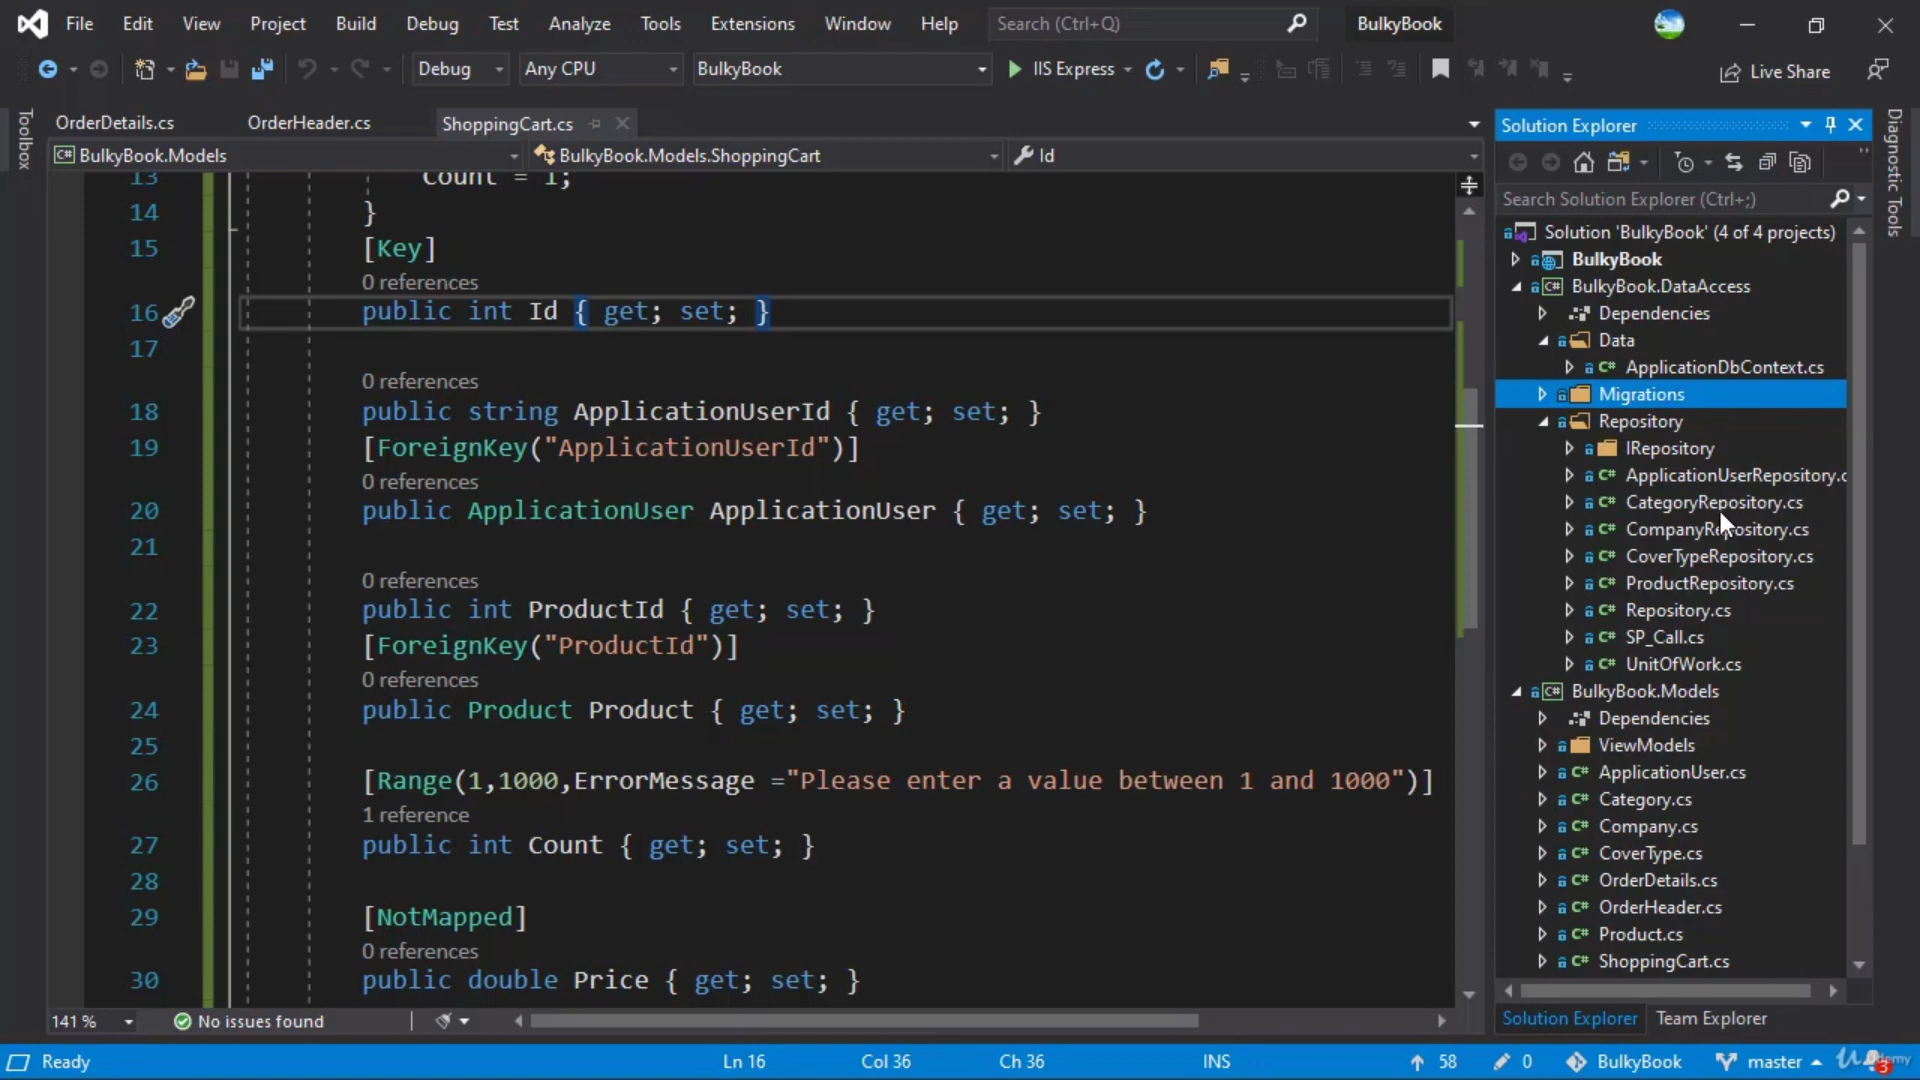 File Edit View Project Build Debug Test Analyze Tools Extensions Window Help Search (Ctrl+Q) BulkyBook
Debug Any CPU BulkyBook IIS Express Live Share
Toolbox
OrderDetails.cs OrderHeader.cs ShoppingCart.cs
BulkyBook.Models BulkyBook.Models.ShoppingCart Id
13 Count = 1;
14 }
15 [Key]
0 references
16 public int Id { get; set; }
17
0 references
18 public string ApplicationUserId { get; set; }
19 [ForeignKey("ApplicationUserId")]
0 references
20 public ApplicationUser ApplicationUser { get; set; }
21
0 references
22 public int ProductId { get; set; }
23 [ForeignKey("ProductId")]
0 references
24 public Product Product { get; set; }
25
26 [Range(1,1000,ErrorMessage ="Please enter a value between 1 and 1000")]
1 reference
27 public int Count { get; set; }
28
29 [NotMapped]
0 references
30 public double Price { get; set; }
141 % No issues found
Solution Explorer
Search Solution Explorer (Ctrl+;)
Solution 'BulkyBook' (4 of 4 projects)
BulkyBook
BulkyBook.DataAccess
Dependencies
Data
C# ApplicationDbContext.cs
Migrations
Repository
IRepository
C# ApplicationUserRepository.c
C# CategoryRepository.cs
C# CompanyRepository.cs
C# CoverTypeRepository.cs
C# ProductRepository.cs
C# Repository.cs
C# SP_Call.cs
C# UnitOfWork.cs
C# BulkyBook.Models
Dependencies
ViewModels
C# ApplicationUser.cs
C# Category.cs
C# Company.cs
C# CoverType.cs
C# OrderDetails.cs
C# OrderHeader.cs
C# Product.cs
C# ShoppingCart.cs
Solution Explorer Team Explorer
Diagnostic Tools
Ready Ln 16 Col 36 Ch 36 INS 58 0 BulkyBook master 3